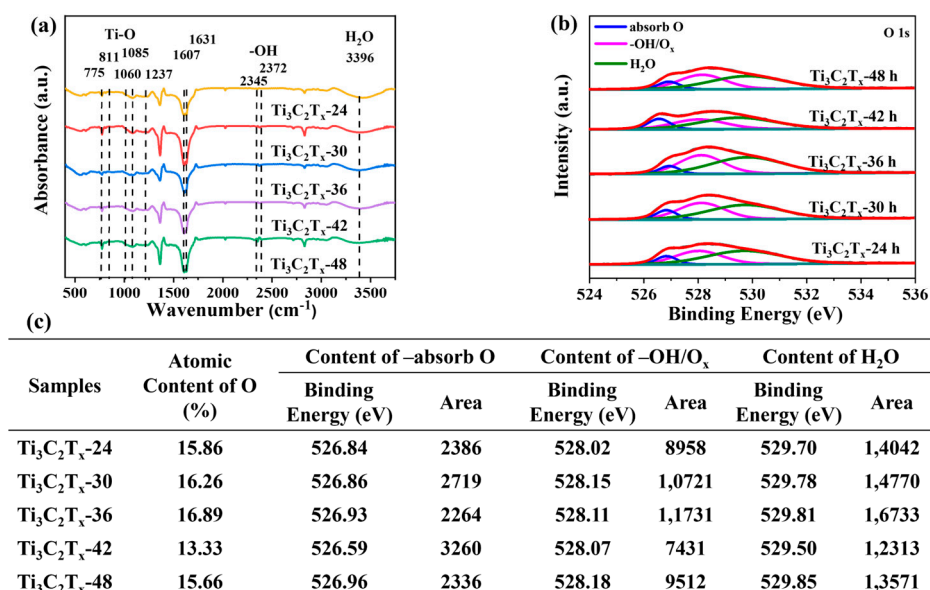 (a)
Ti-O
811 1085
775 1060 1237
1631
1607
-OH
2372
2345
H₂O
3396
Ti₃C₂Tₓ-24
Ti₃C₂Tₓ-30
Ti₃C₂Tₓ-36
Ti₃C₂Tₓ-42
Ti₃C₂Tₓ-48
Absorbance (a.u.)
500 1000 1500 2000 2500 3000 3500
Wavenumber (cm⁻¹)
(b)
absorb O
-OH/Oₓ
H₂O
O 1s
Ti₃C₂Tₓ-48 h
Ti₃C₂Tₓ-42 h
Ti₃C₂Tₓ-36 h
Ti₃C₂Tₓ-30 h
Ti₃C₂Tₓ-24 h
Intensity (a.u.)
524 526 528 530 532 534 536
Binding Energy (eV)
(c)
Samples
Atomic
Content of O
(%)
Content of –absorb O Content of –OH/Oₓ Content of H₂O
Binding Area Binding Area Binding Area
Energy (eV) Energy (eV) Energy (eV)
Ti₃C₂Tₓ-24 15.86 526.84 2386 528.02 8958 529.70 1,4042
Ti₃C₂Tₓ-30 16.26 526.86 2719 528.15 1,0721 529.78 1,4770
Ti₃C₂Tₓ-36 16.89 526.93 2264 528.11 1,1731 529.81 1,6733
Ti₃C₂Tₓ-42 13.33 526.59 3260 528.07 7431 529.50 1,2313
Ti₃C₂Tₓ-48 15.66 526.96 2336 528.18 9512 529.85 1,3571